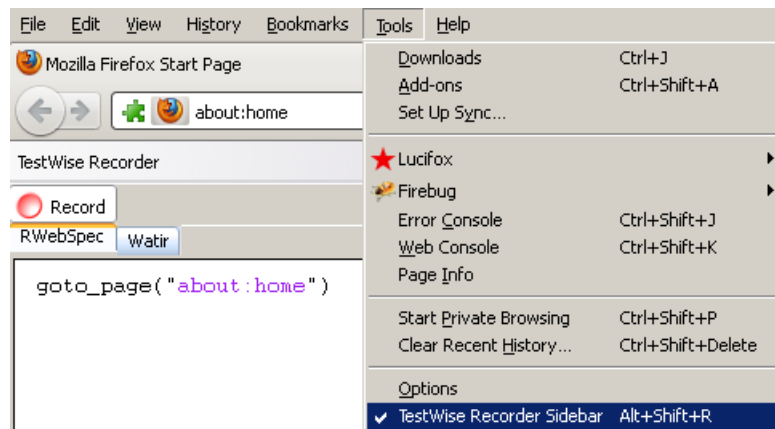 File Edit View History Bookmarks Tools Help
Mozilla Firefox Start Page
about:home
TestWise Recorder
Record
RWebSpec Watir
goto_page("about:home")
Downloads Ctrl+J
Add-ons Ctrl+Shift+A
Set Up Sync...
Lucifox
Firebug
Error Console Ctrl+Shift+J
Web Console Ctrl+Shift+K
Page Info
Start Private Browsing Ctrl+Shift+P
Clear Recent History... Ctrl+Shift+Delete
Options
TestWise Recorder Sidebar Alt+Shift+R